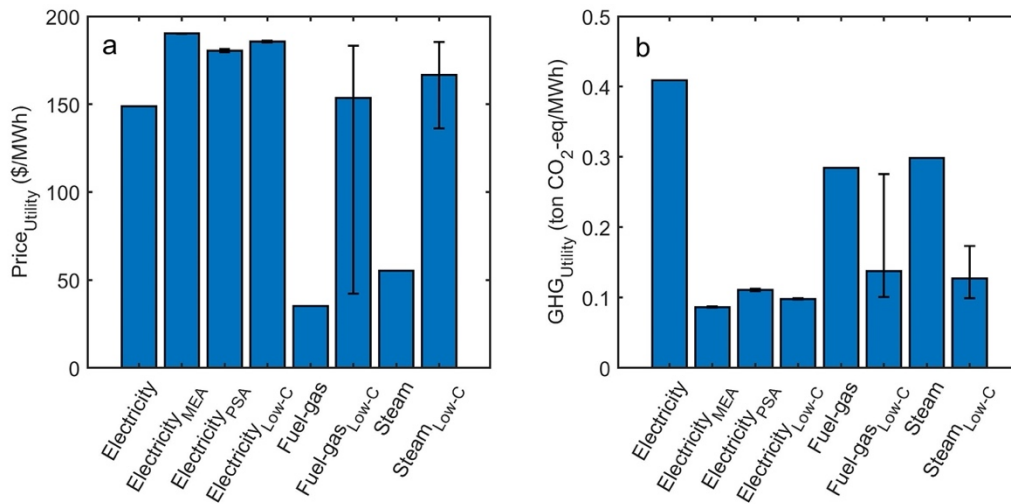 a
Price_Utility ($/MWh)
200
150
100
50
0
Electricity
Electricity_MEA
Electricity_PSA
Electricity_Low-C
Fuel-gas
Fuel-gas_Low-C
Steam
Steam_Low-C
b
GHG_Utility (ton CO_2-eq/MWh)
0.5
0.4
0.3
0.2
0.1
0
Electricity
Electricity_MEA
Electricity_PSA
Electricity_Low-C
Fuel-gas
Fuel-gas_Low-C
Steam
Steam_Low-C